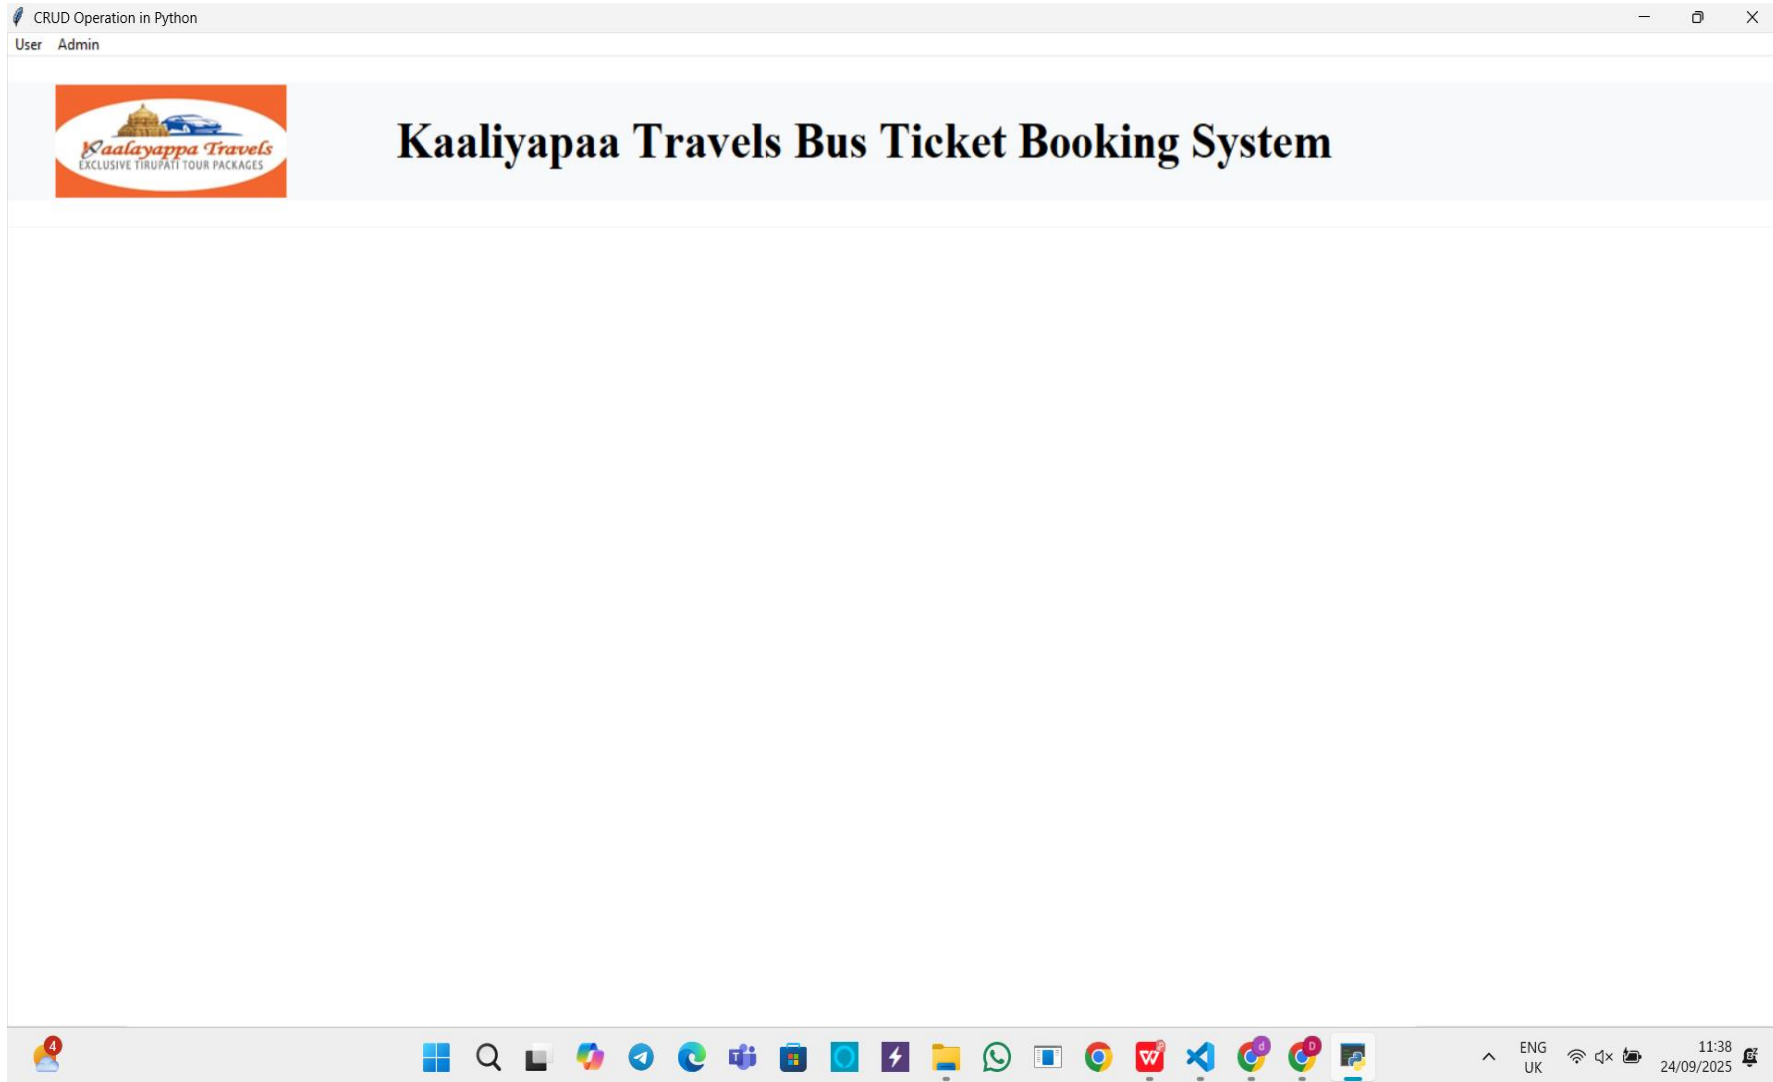 CRUD Operation in Python
User Admin
Kaalayappa Travels
EXCLUSIVE TIRUPATI TOUR PACKAGES
Kaaliyapaa Travels Bus Ticket Booking System
4
d
D
ENG
UK
11:38
24/09/2025